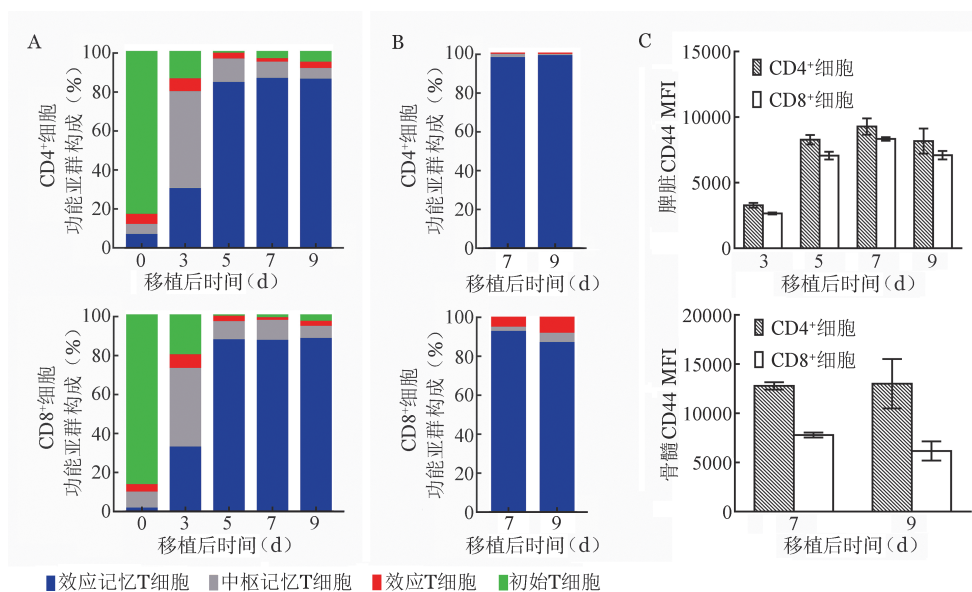 A
CD4+细胞
功能亚群构成（%）
100
80
60
40
20
0
0 3 5 7 9
移植后时间（d）
CD8+细胞
功能亚群构成（%）
100
80
60
40
20
0
0 3 5 7 9
移植后时间（d）
B
CD4+细胞
功能亚群构成（%）
100
80
60
40
20
0
7 9
移植后时间（d）
CD8+细胞
功能亚群构成（%）
100
80
60
40
20
0
7 9
移植后时间（d）
C
脾脏CD44 MFI
15000
10000
5000
0
CD4+细胞
CD8+细胞
3 5 7 9
移植后时间（d）
骨髓CD44 MFI
20000
15000
10000
5000
0
CD4+细胞
CD8+细胞
7 9
移植后时间（d）
效应记忆T细胞 中枢记忆T细胞 效应T细胞 初始T细胞